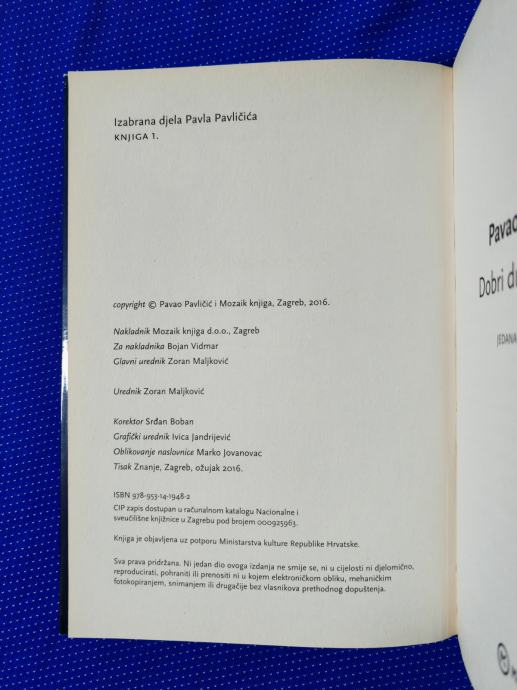 Izabrana djela Pavla Pavličića
KNJIGA 1.
copyright © Pavao Pavličić i Mozaik knjiga, Zagreb, 2016.
Nakladnik Mozaik knjiga d.o.o., Zagreb
Za nakladnika Bojan Vidmar
Glavni urednik Zoran Maljković
Urednik Zoran Maljković
Korektor Srđan Boban
Grafički urednik Ivica Jandrijević
Oblikovanje naslovnice Marko Jovanovac
Tisak Znanje, Zagreb, ožujak 2016.
ISBN 978-953-14-1948-2
CIP zapis dostupan u računalnom katalogu Nacionalne i
sveučilišne knjižnice u Zagrebu pod brojem 000925963.
Knjiga je objavljena uz potporu Ministarstva kulture Republike Hrvatske.
Sva prava pridržana. Ni jedan dio ovoga izdanja ne smije se, ni u cijelosti ni djelomično,
reproducirati, pohraniti ili prenositi ni u kojem elektroničkom obliku, mehaničkim
fotokopiranjem, snimanjem ili drugačije bez vlasnikova prethodnog dopuštenja.
Pavao
Dobri d
JEDANA